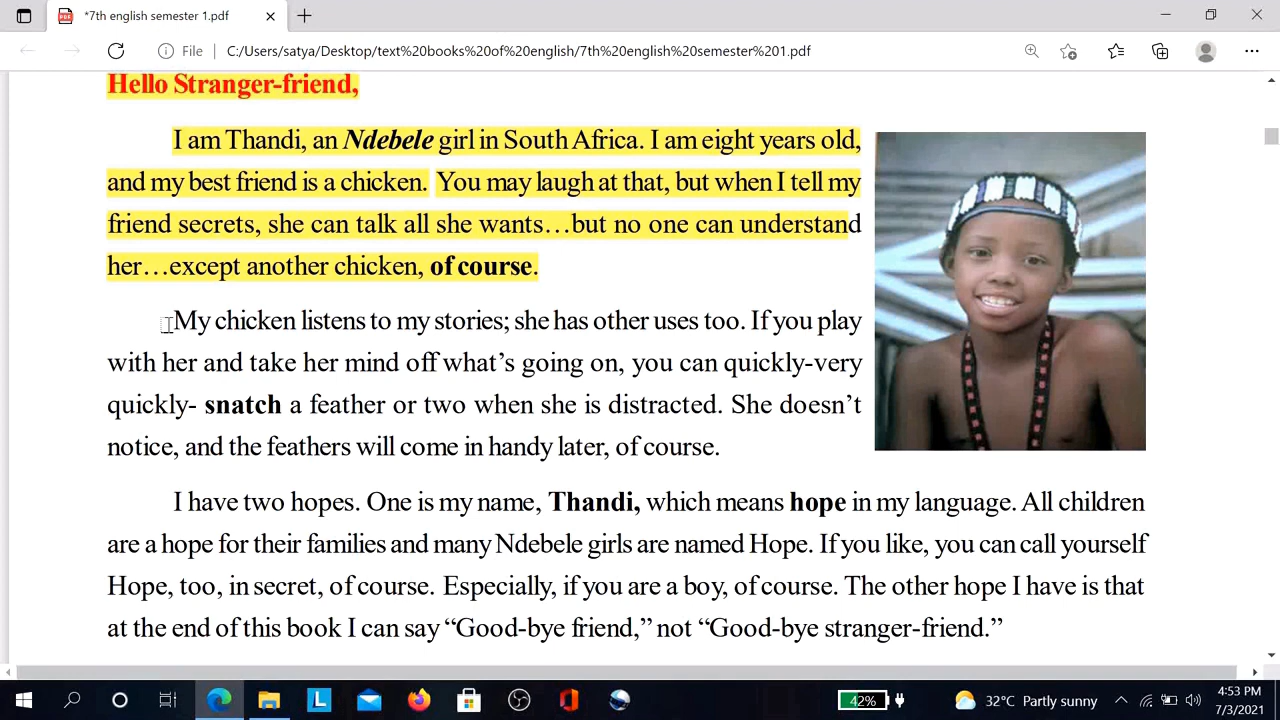 *7th english semester 1.pdf
File C:/Users/satya/Desktop/text%20books%20of%20english/7th%20english%20semester%201.pdf
Hello Stranger-friend,
I am Thandi, an Ndebele girl in South Africa. I am eight years old,
and my best friend is a chicken. You may laugh at that, but when I tell my
friend secrets, she can talk all she wants…but no one can understand
her…except another chicken, of course.
My chicken listens to my stories; she has other uses too. If you play
with her and take her mind off what's going on, you can quickly-very
quickly- snatch a feather or two when she is distracted. She doesn't
notice, and the feathers will come in handy later, of course.
I have two hopes. One is my name, Thandi, which means hope in my language. All children
are a hope for their families and many Ndebele girls are named Hope. If you like, you can call yourself
Hope, too, in secret, of course. Especially, if you are a boy, of course. The other hope I have is that
at the end of this book I can say “Good-bye friend,” not “Good-bye stranger-friend.”
L 42% 32°C Partly sunny 4:53 PM
7/3/2021